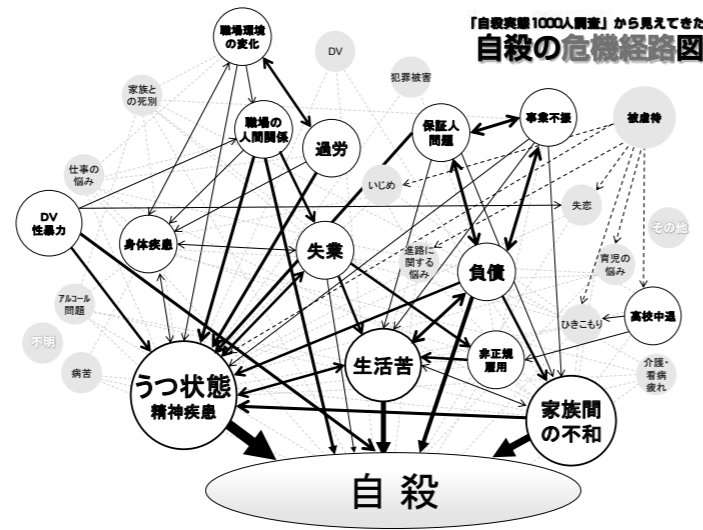 「自殺実態1000人調査」から見えてきた
自殺の危機経路図
職場環境
の変化
DV
犯罪被害
家族と
の死別
職場の
人間関係
過労
保証人
問題
事業不振
被虐待
仕事の
悩み
いじめ
失恋
DV
性暴力
身体疾患
失業
進路に
関する
悩み
負債
その他
育児の
悩み
アルコール
問題
ひきこもり
高校中退
不明
病苦
うつ状態
精神疾患
生活苦
非正規
雇用
介護・
看病
疲れ
家族間
の不和
自殺